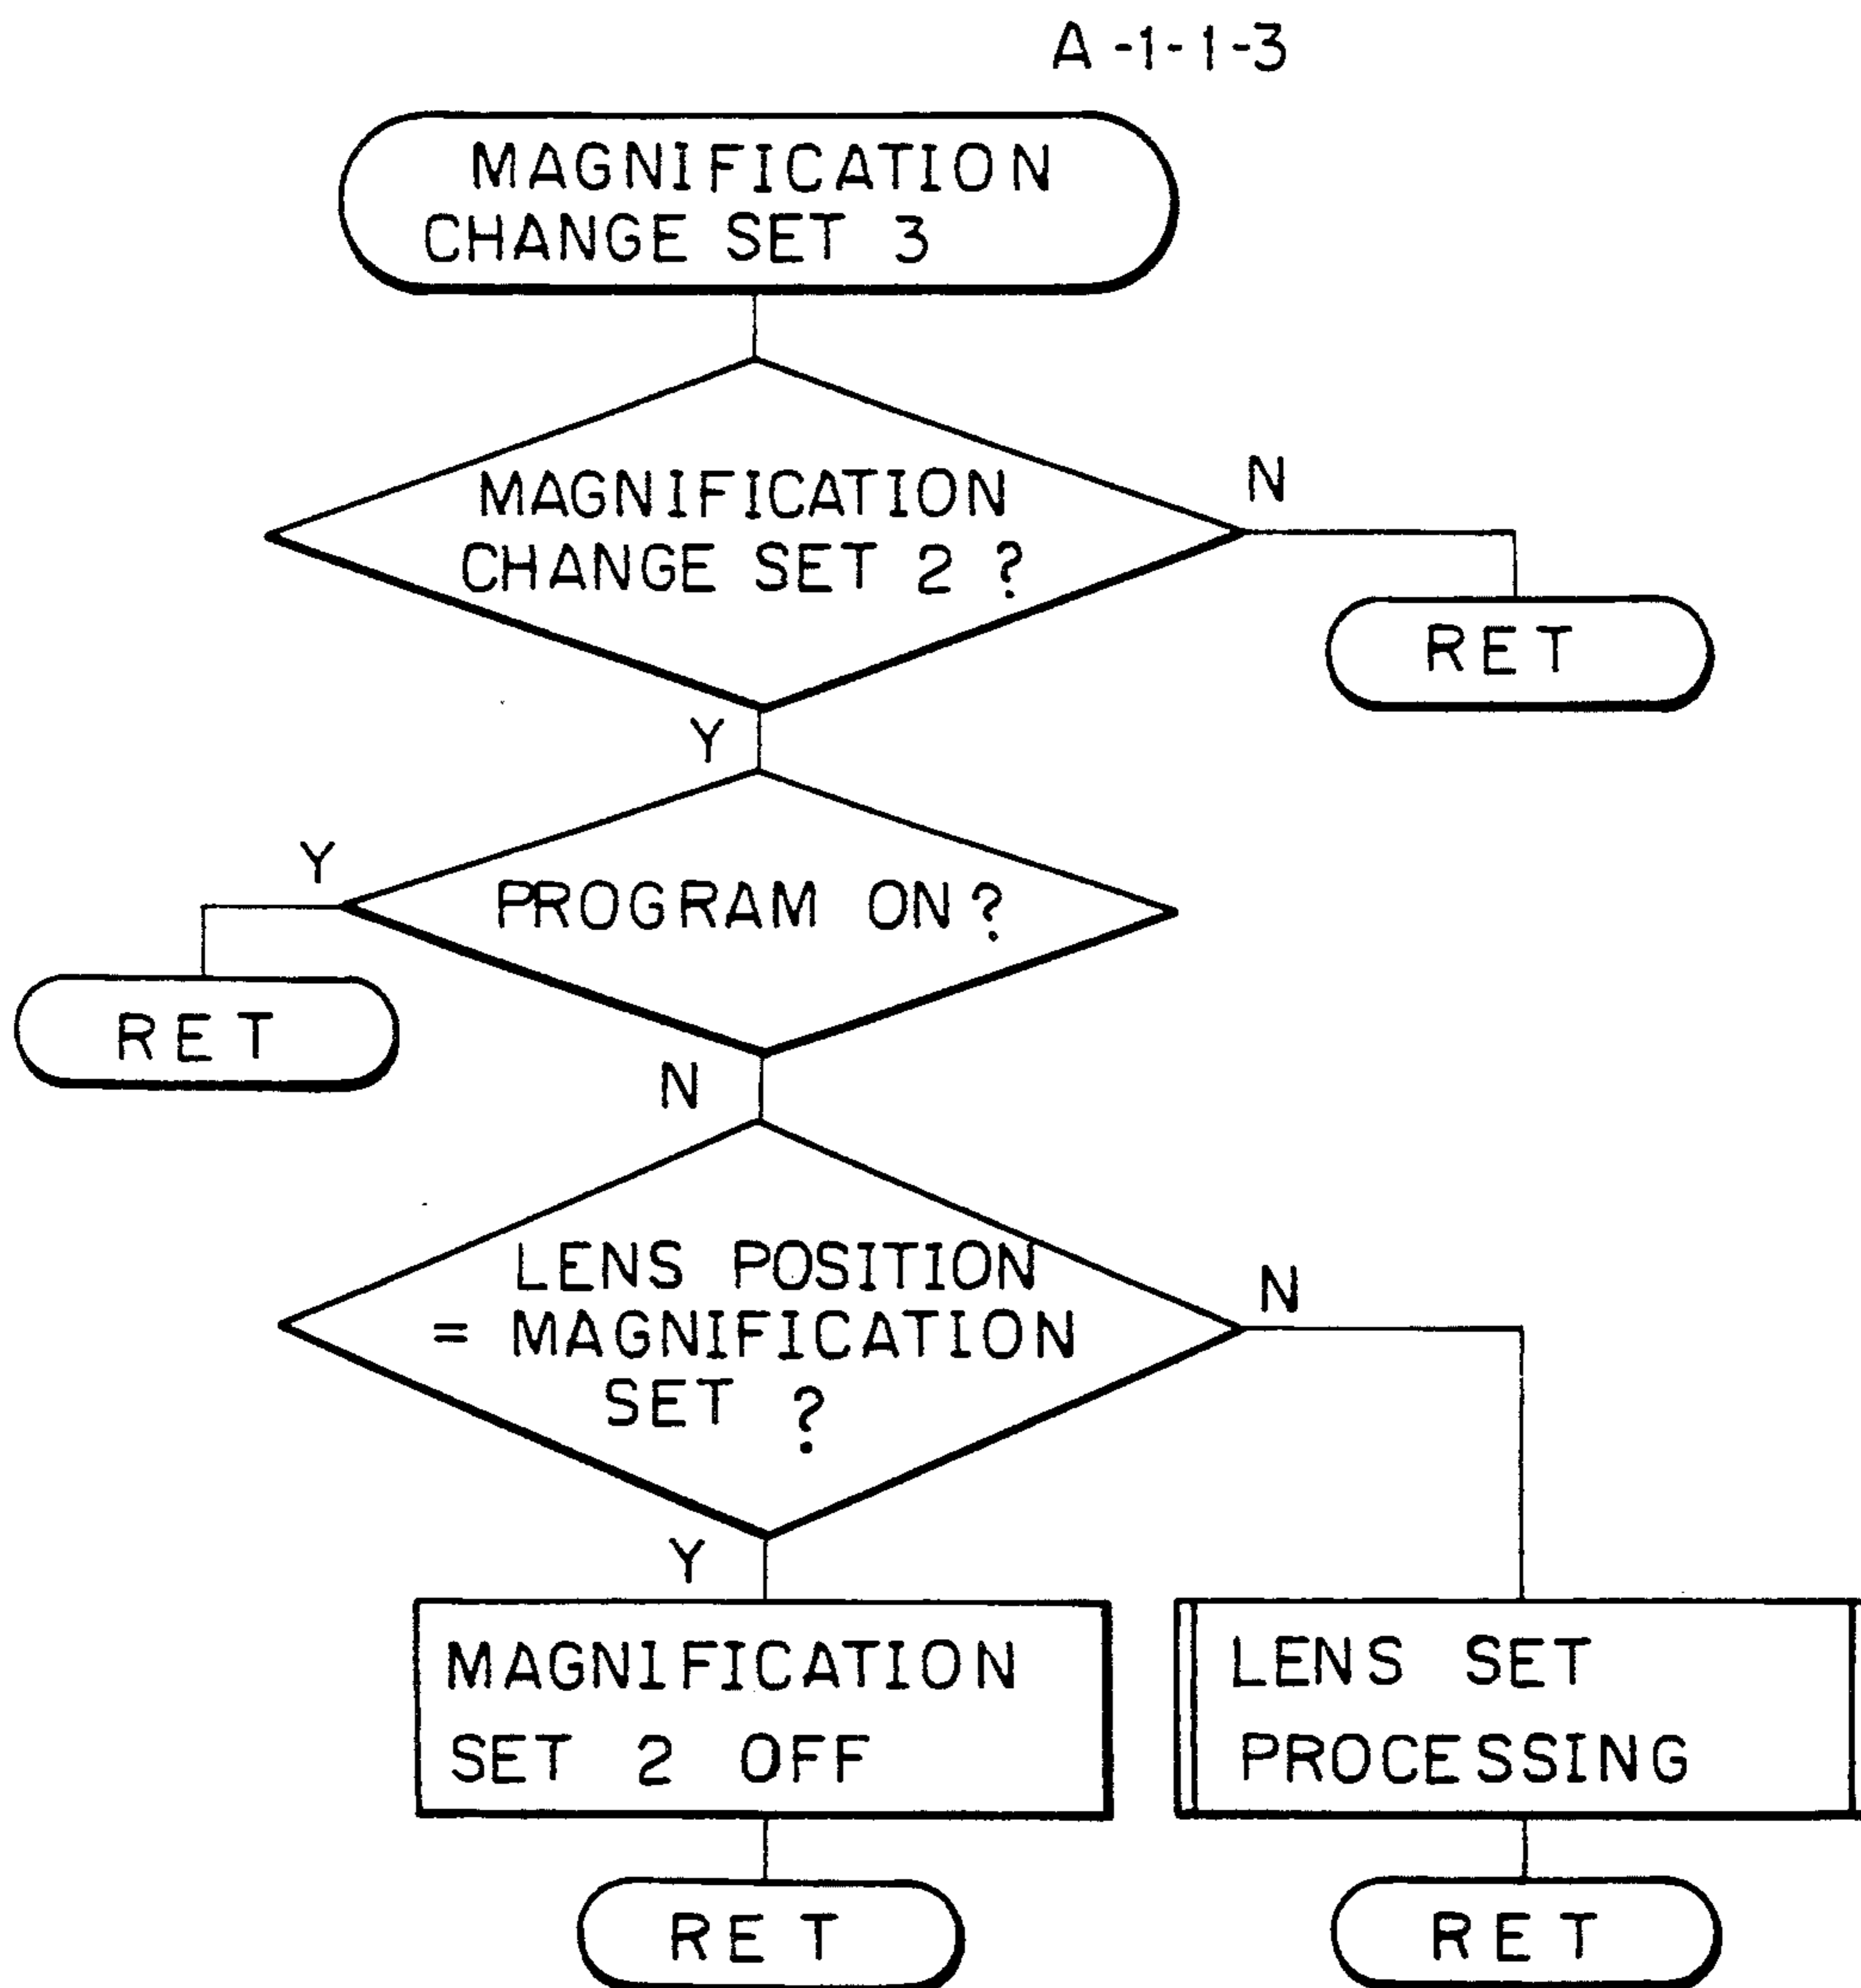 A-1-1-3
MAGNIFICATION
CHANGE SET 3
MAGNIFICATION
CHANGE SET 2 ?
N
RET
Y
Y
PROGRAM ON?
RET
N
LENS POSITION
= MAGNIFICATION
SET ?
N
Y
MAGNIFICATION
SET 2 OFF
LENS SET
PROCESSING
RET
RET